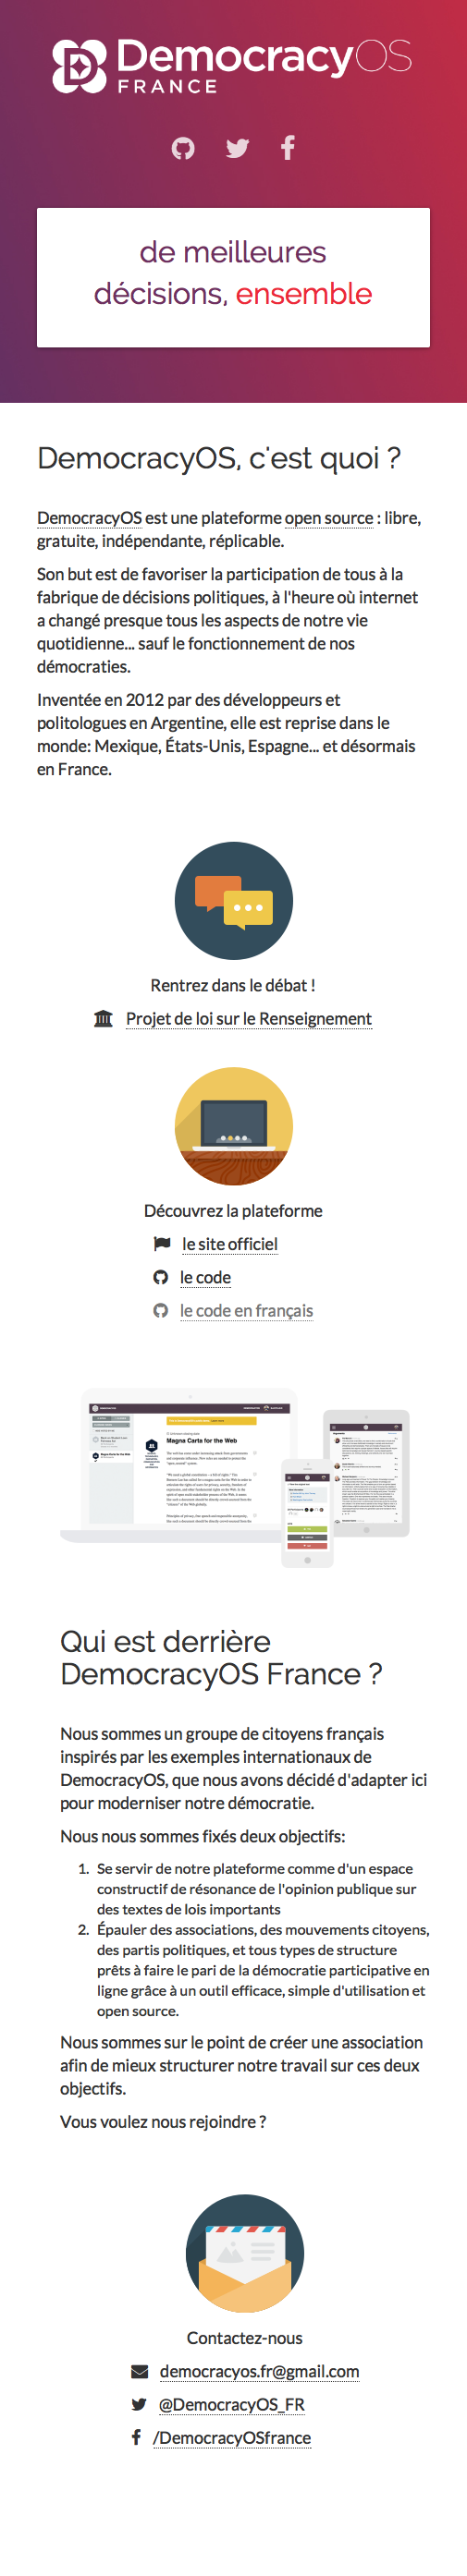 DemocracyOS
FRANCE
de meilleures
décisions, ensemble
DemocracyOS, c'est quoi ?
DemocracyOS est une plateforme open source : libre,
gratuite, indépendante, réplicable.
Son but est de favoriser la participation de tous à la
fabrique de décisions politiques, à l'heure où internet
a changé presque tous les aspects de notre vie
quotidienne... sauf le fonctionnement de nos
démocraties.
Inventée en 2012 par des développeurs et
politologues en Argentine, elle est reprise dans le
monde: Mexique, États-Unis, Espagne... et désormais
en France.
Rentrez dans le débat !
Projet de loi sur le Renseignement
Découvrez la plateforme
le site officiel
le code
le code en français
Magna Carta for the Web
Qui est derrière
DemocracyOS France ?
Nous sommes un groupe de citoyens français
inspirés par les exemples internationaux de
DemocracyOS, que nous avons décidé d'adapter ici
pour moderniser notre démocratie.
Nous nous sommes fixés deux objectifs:
1. Se servir de notre plateforme comme d'un espace
constructif de résonance de l'opinion publique sur
des textes de lois importants
2. Épauler des associations, des mouvements citoyens,
des partis politiques, et tous types de structure
prêts à faire le pari de la démocratie participative en
ligne grâce à un outil efficace, simple d'utilisation et
open source.
Nous sommes sur le point de créer une association
afin de mieux structurer notre travail sur ces deux
objectifs.
Vous voulez nous rejoindre ?
Contactez-nous
democracyos.fr@gmail.com
@DemocracyOS_FR
/DemocracyOSfrance